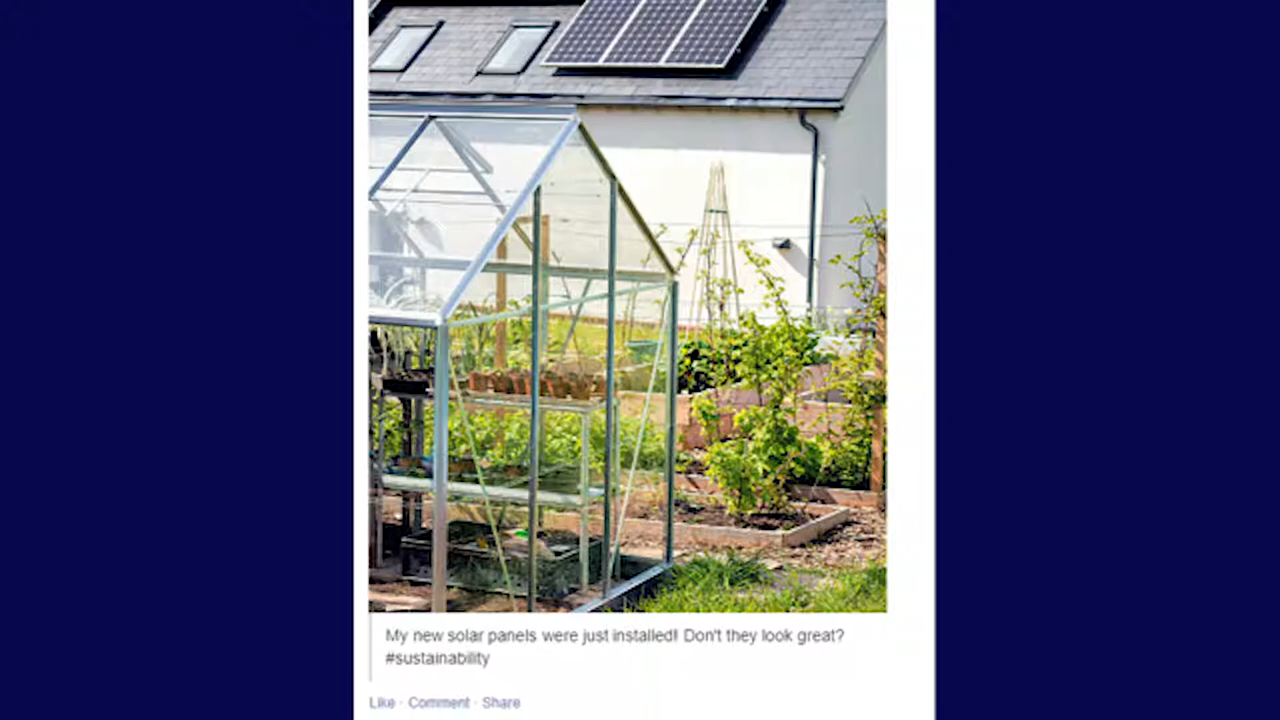 My new solar panels were just installed! Don't they look great?
#sustainability
Like · Comment · Share